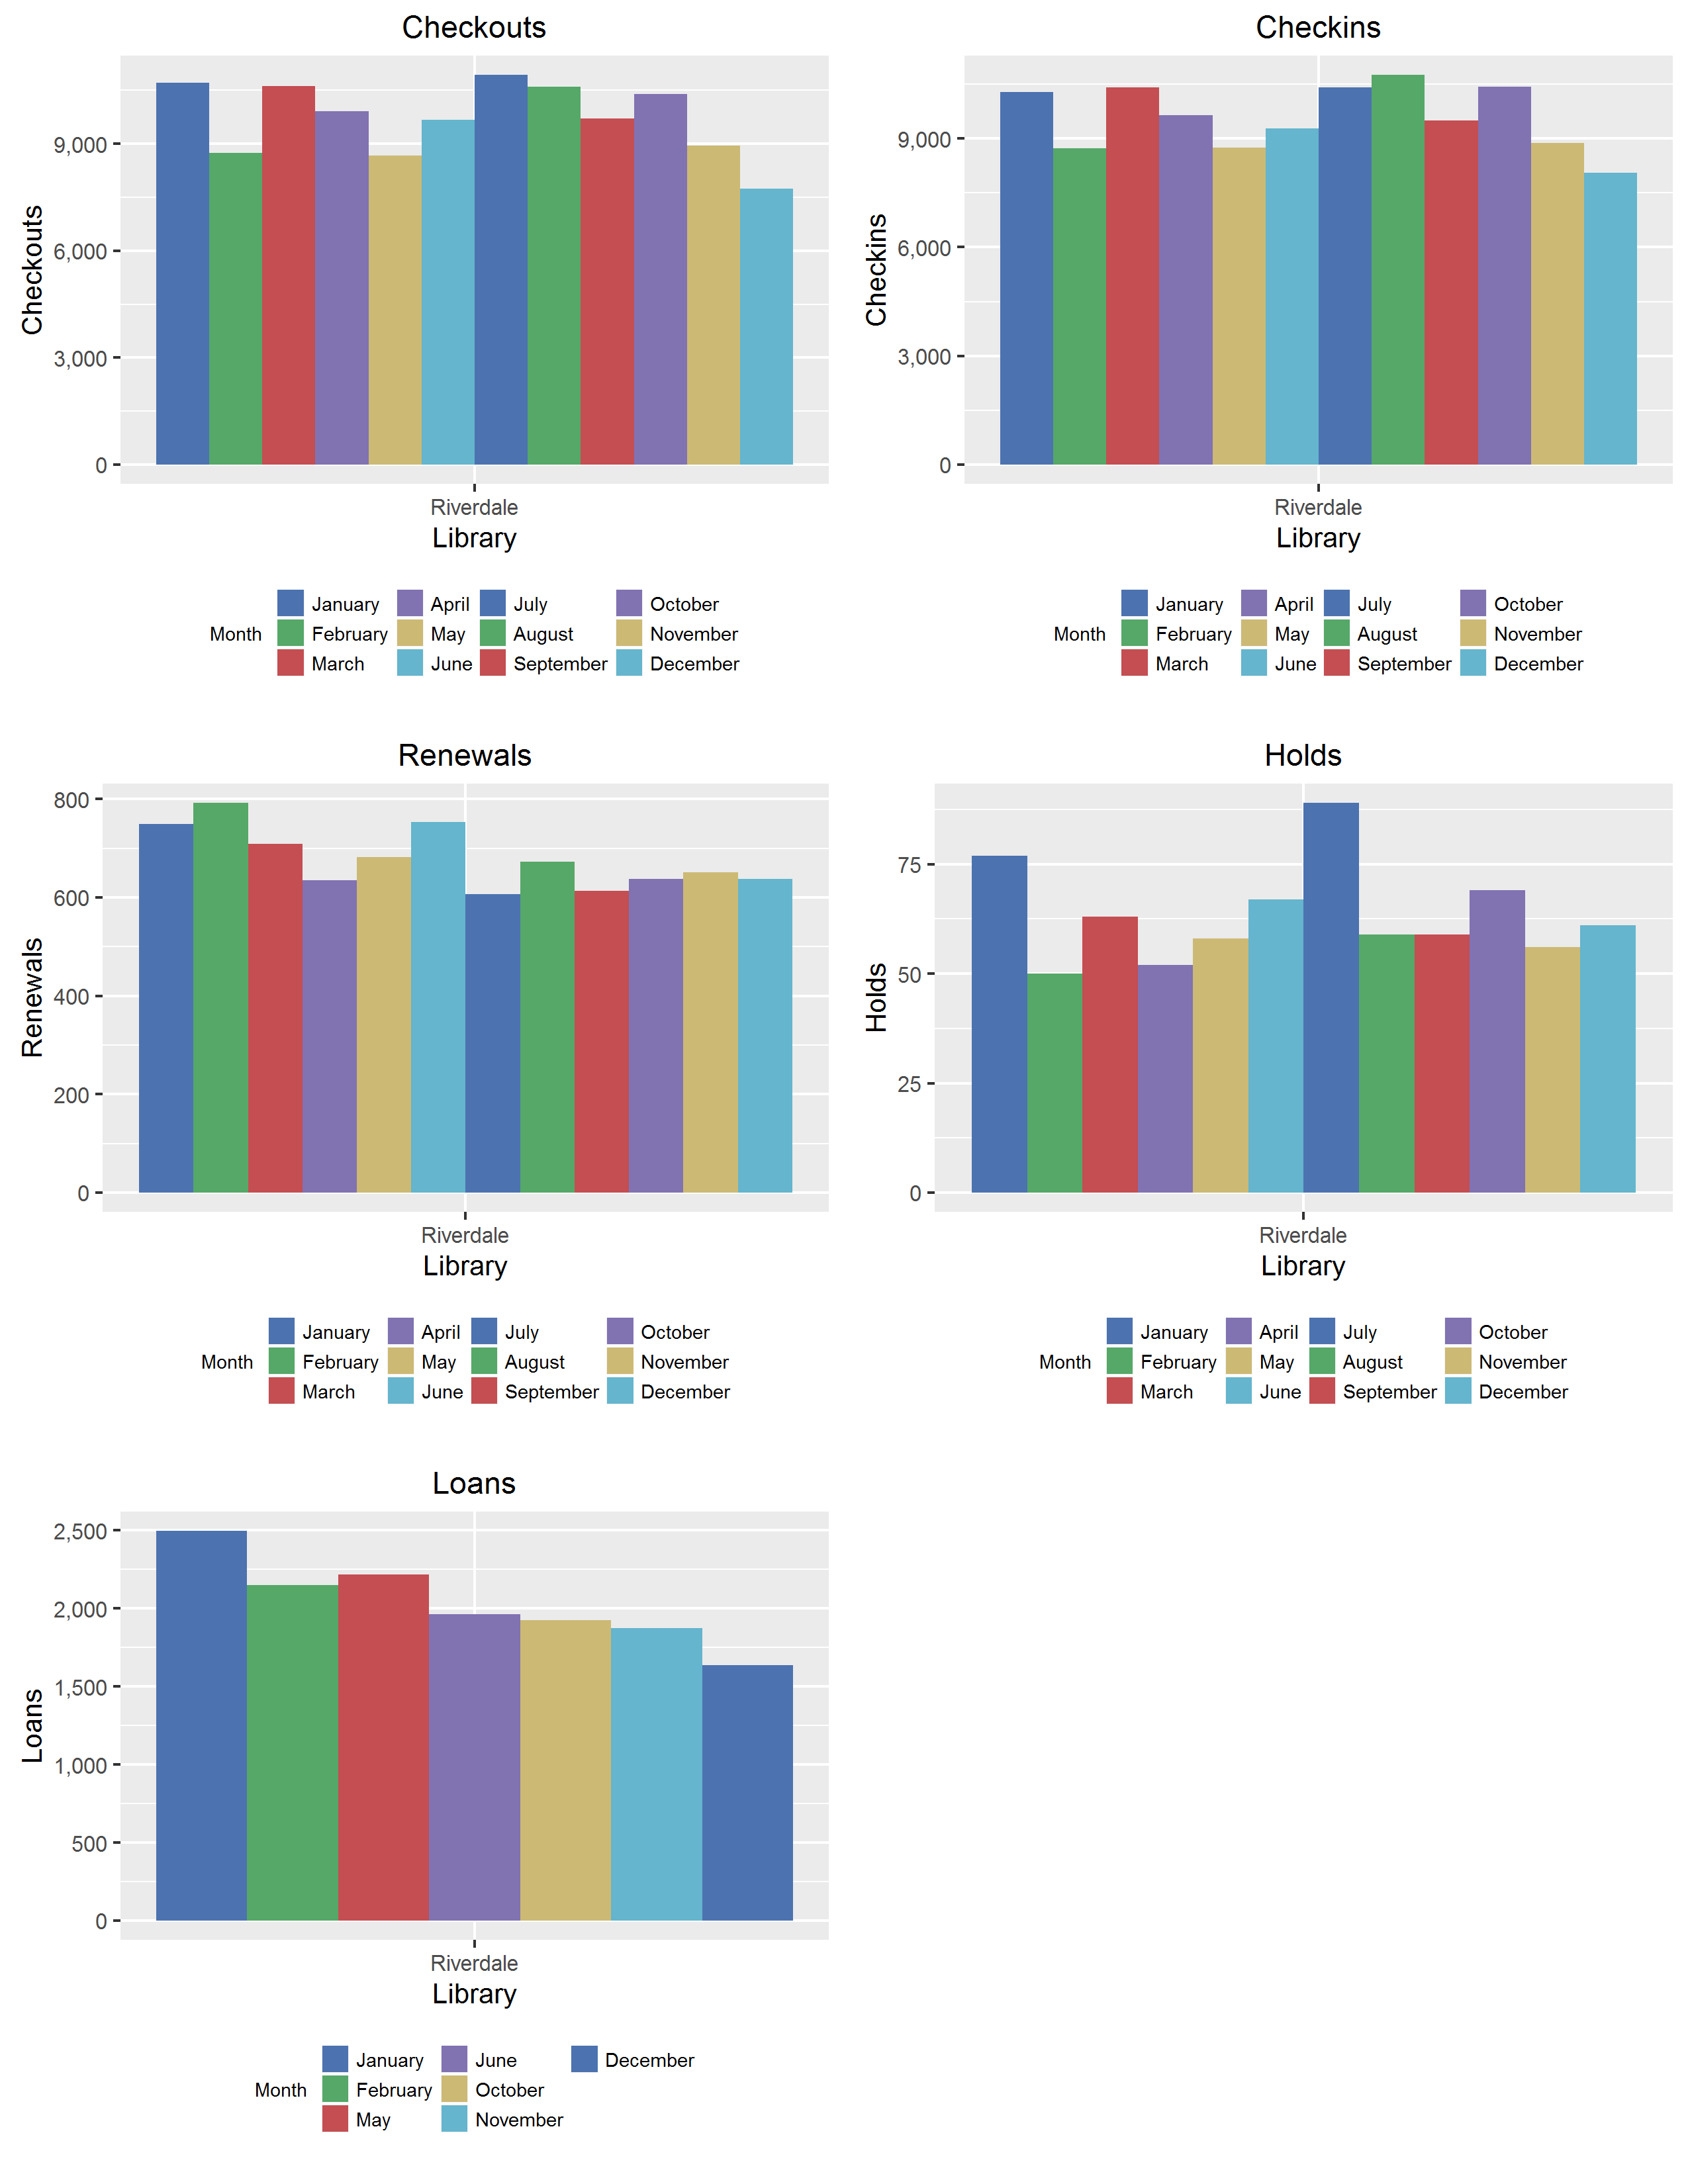 Checkouts
Checkouts
9,000
6,000
3,000
0
Riverdale
Library
Month
January April July October
February May August November
March June September December
Checkins
Checkins
9,000
6,000
3,000
0
Riverdale
Library
Month
January April July October
February May August November
March June September December
Renewals
Renewals
800
600
400
200
0
Riverdale
Library
Month
January April July October
February May August November
March June September December
Holds
Holds
75
50
25
0
Riverdale
Library
Month
January April July October
February May August November
March June September December
Loans
Loans
2,500
2,000
1,500
1,000
500
0
Riverdale
Library
Month
January June December
February October
May November